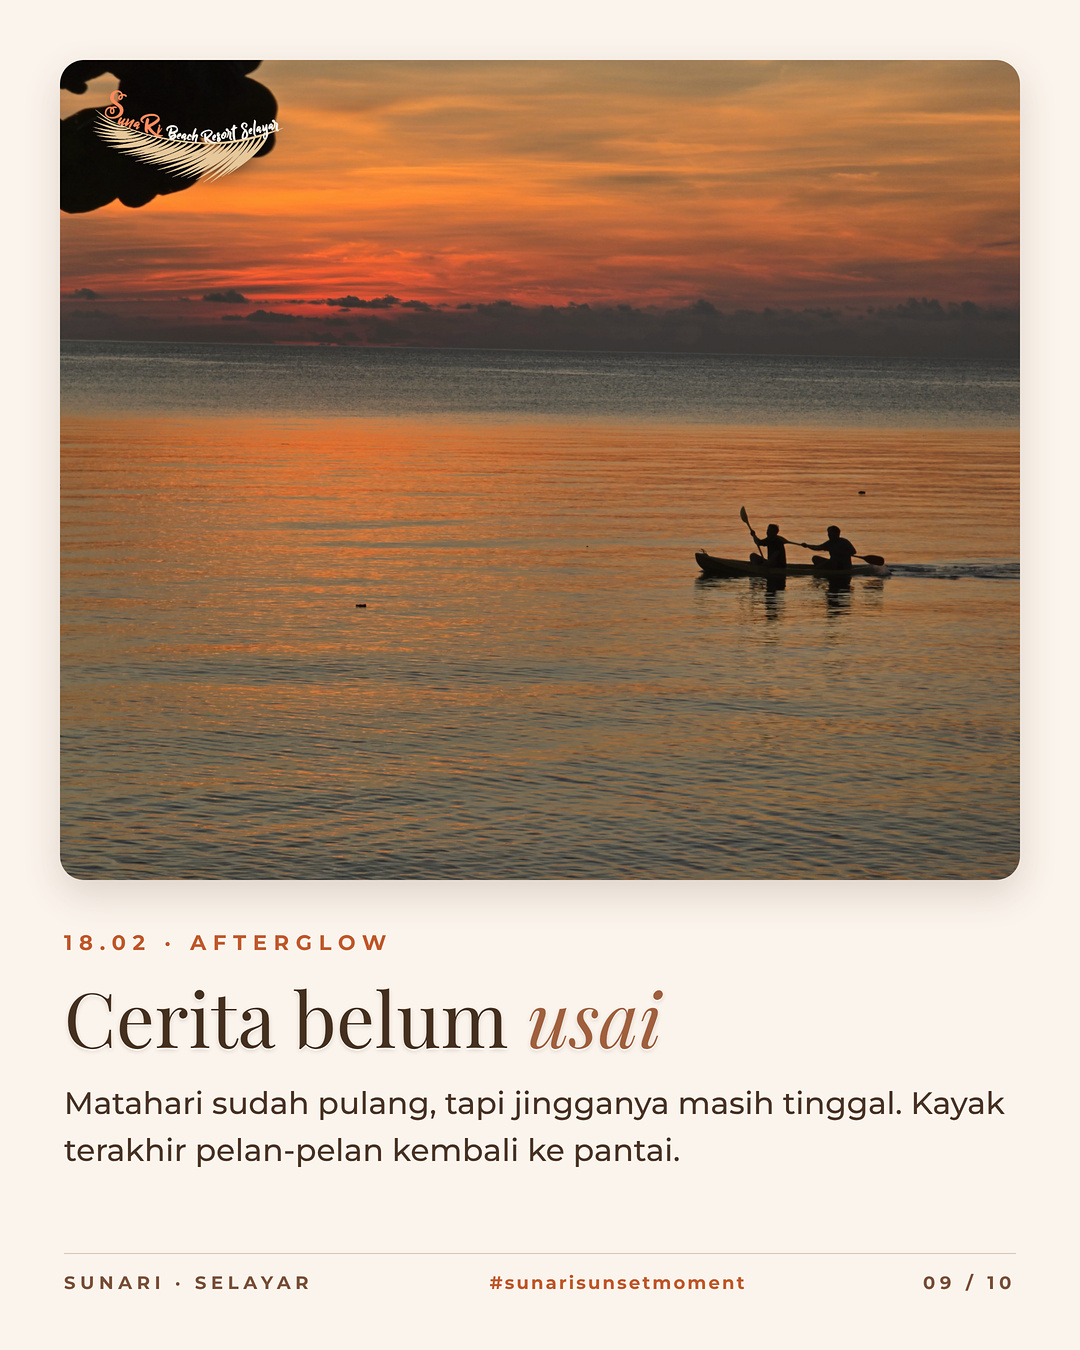 SunaRi Beach Resort Selayar
18.02 · AFTERGLOW
Cerita belum usai
Matahari sudah pulang, tapi jingganya masih tinggal. Kayak
terakhir pelan-pelan kembali ke pantai.
SUNARI · SELAYAR
#sunarisunsetmoment
09 / 10